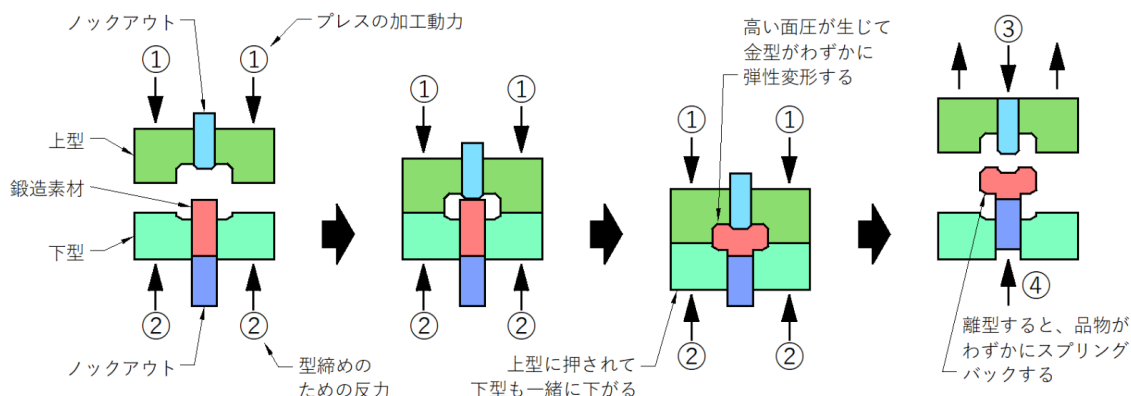 ノックアウト
プレスの加工動力
① ①
上型
鍛造素材
下型
② ②
ノックアウト
型締めの
ための反力
① ①
② ②
高い面圧が生じて
金型がわずかに
弾性変形する
① ①
② ②
上型に押されて
下型も一緒に下がる
③
④
離型すると、品物が
わずかにスプリング
バックする